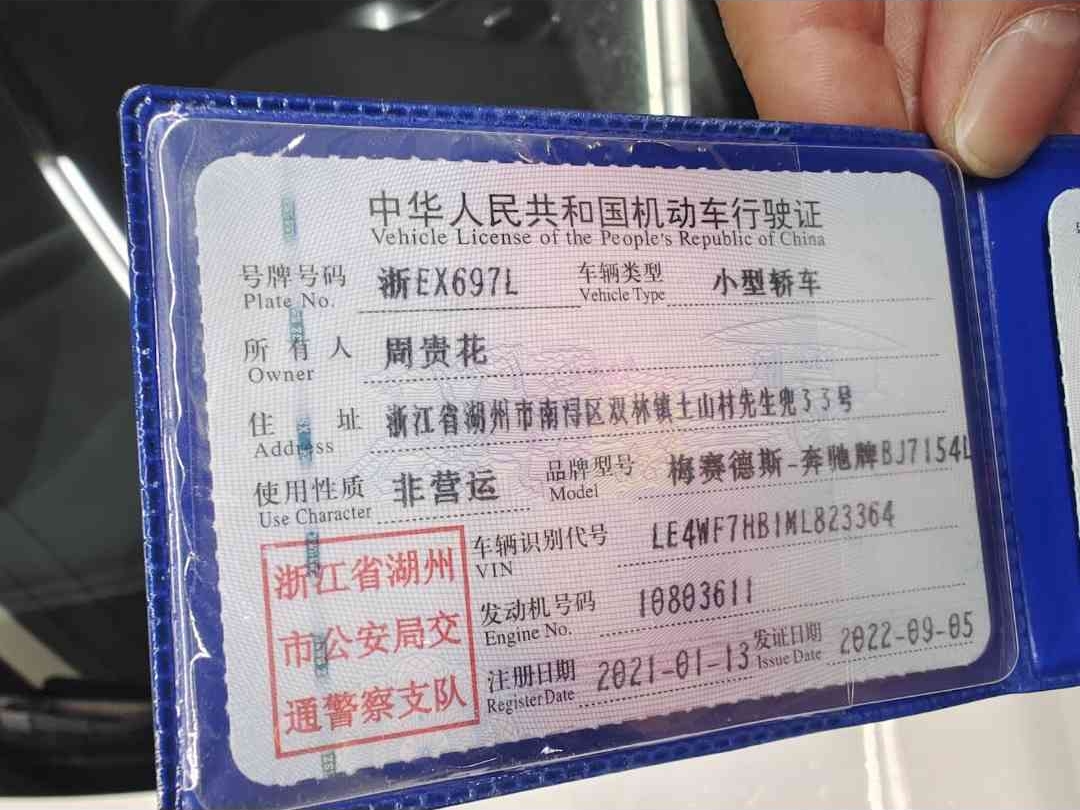 中华人民共和国机动车行驶证
Vehicle License of the People's Republic of China
号牌号码 浙EX697L 车辆类型 小型轿车
Plate No. Vehicle Type
所有人 周贵花
Owner
住址 浙江省湖州市南浔区双林镇土山村先生兜33号
Address
使用性质 非营运 品牌型号 梅赛德斯-奔驰牌BJ7154L
Use Character Model
车辆识别代号 LE4WF7HB1ML823364
VIN
发动机号码 10803611
Engine No.
注册日期 2021-01-13 发证日期 2022-09-05
Register Date Issue Date
浙江省湖州
市公安局交
通警察支队